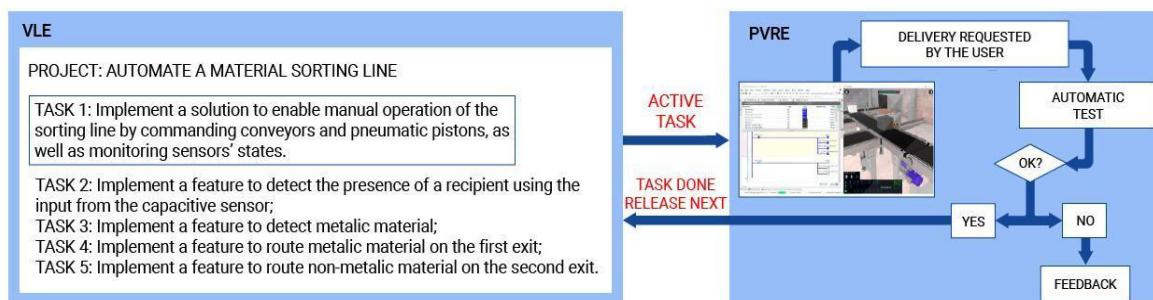 VLE
PROJECT: AUTOMATE A MATERIAL SORTING LINE
TASK 1: Implement a solution to enable manual operation of the
sorting line by commanding conveyors and pneumatic pistons, as
well as monitoring sensors' states.
TASK 2: Implement a feature to detect the presence of a recipient using the
input from the capacitive sensor;
TASK 3: Implement a feature to detect metalic material;
TASK 4: Implement a feature to route metalic material on the first exit;
TASK 5: Implement a feature to route non-metalic material on the second exit.
ACTIVE
TASK
TASK DONE
RELEASE NEXT
PVRE
DELIVERY REQUESTED
BY THE USER
AUTOMATIC
TEST
OK?
YES
NO
FEEDBACK